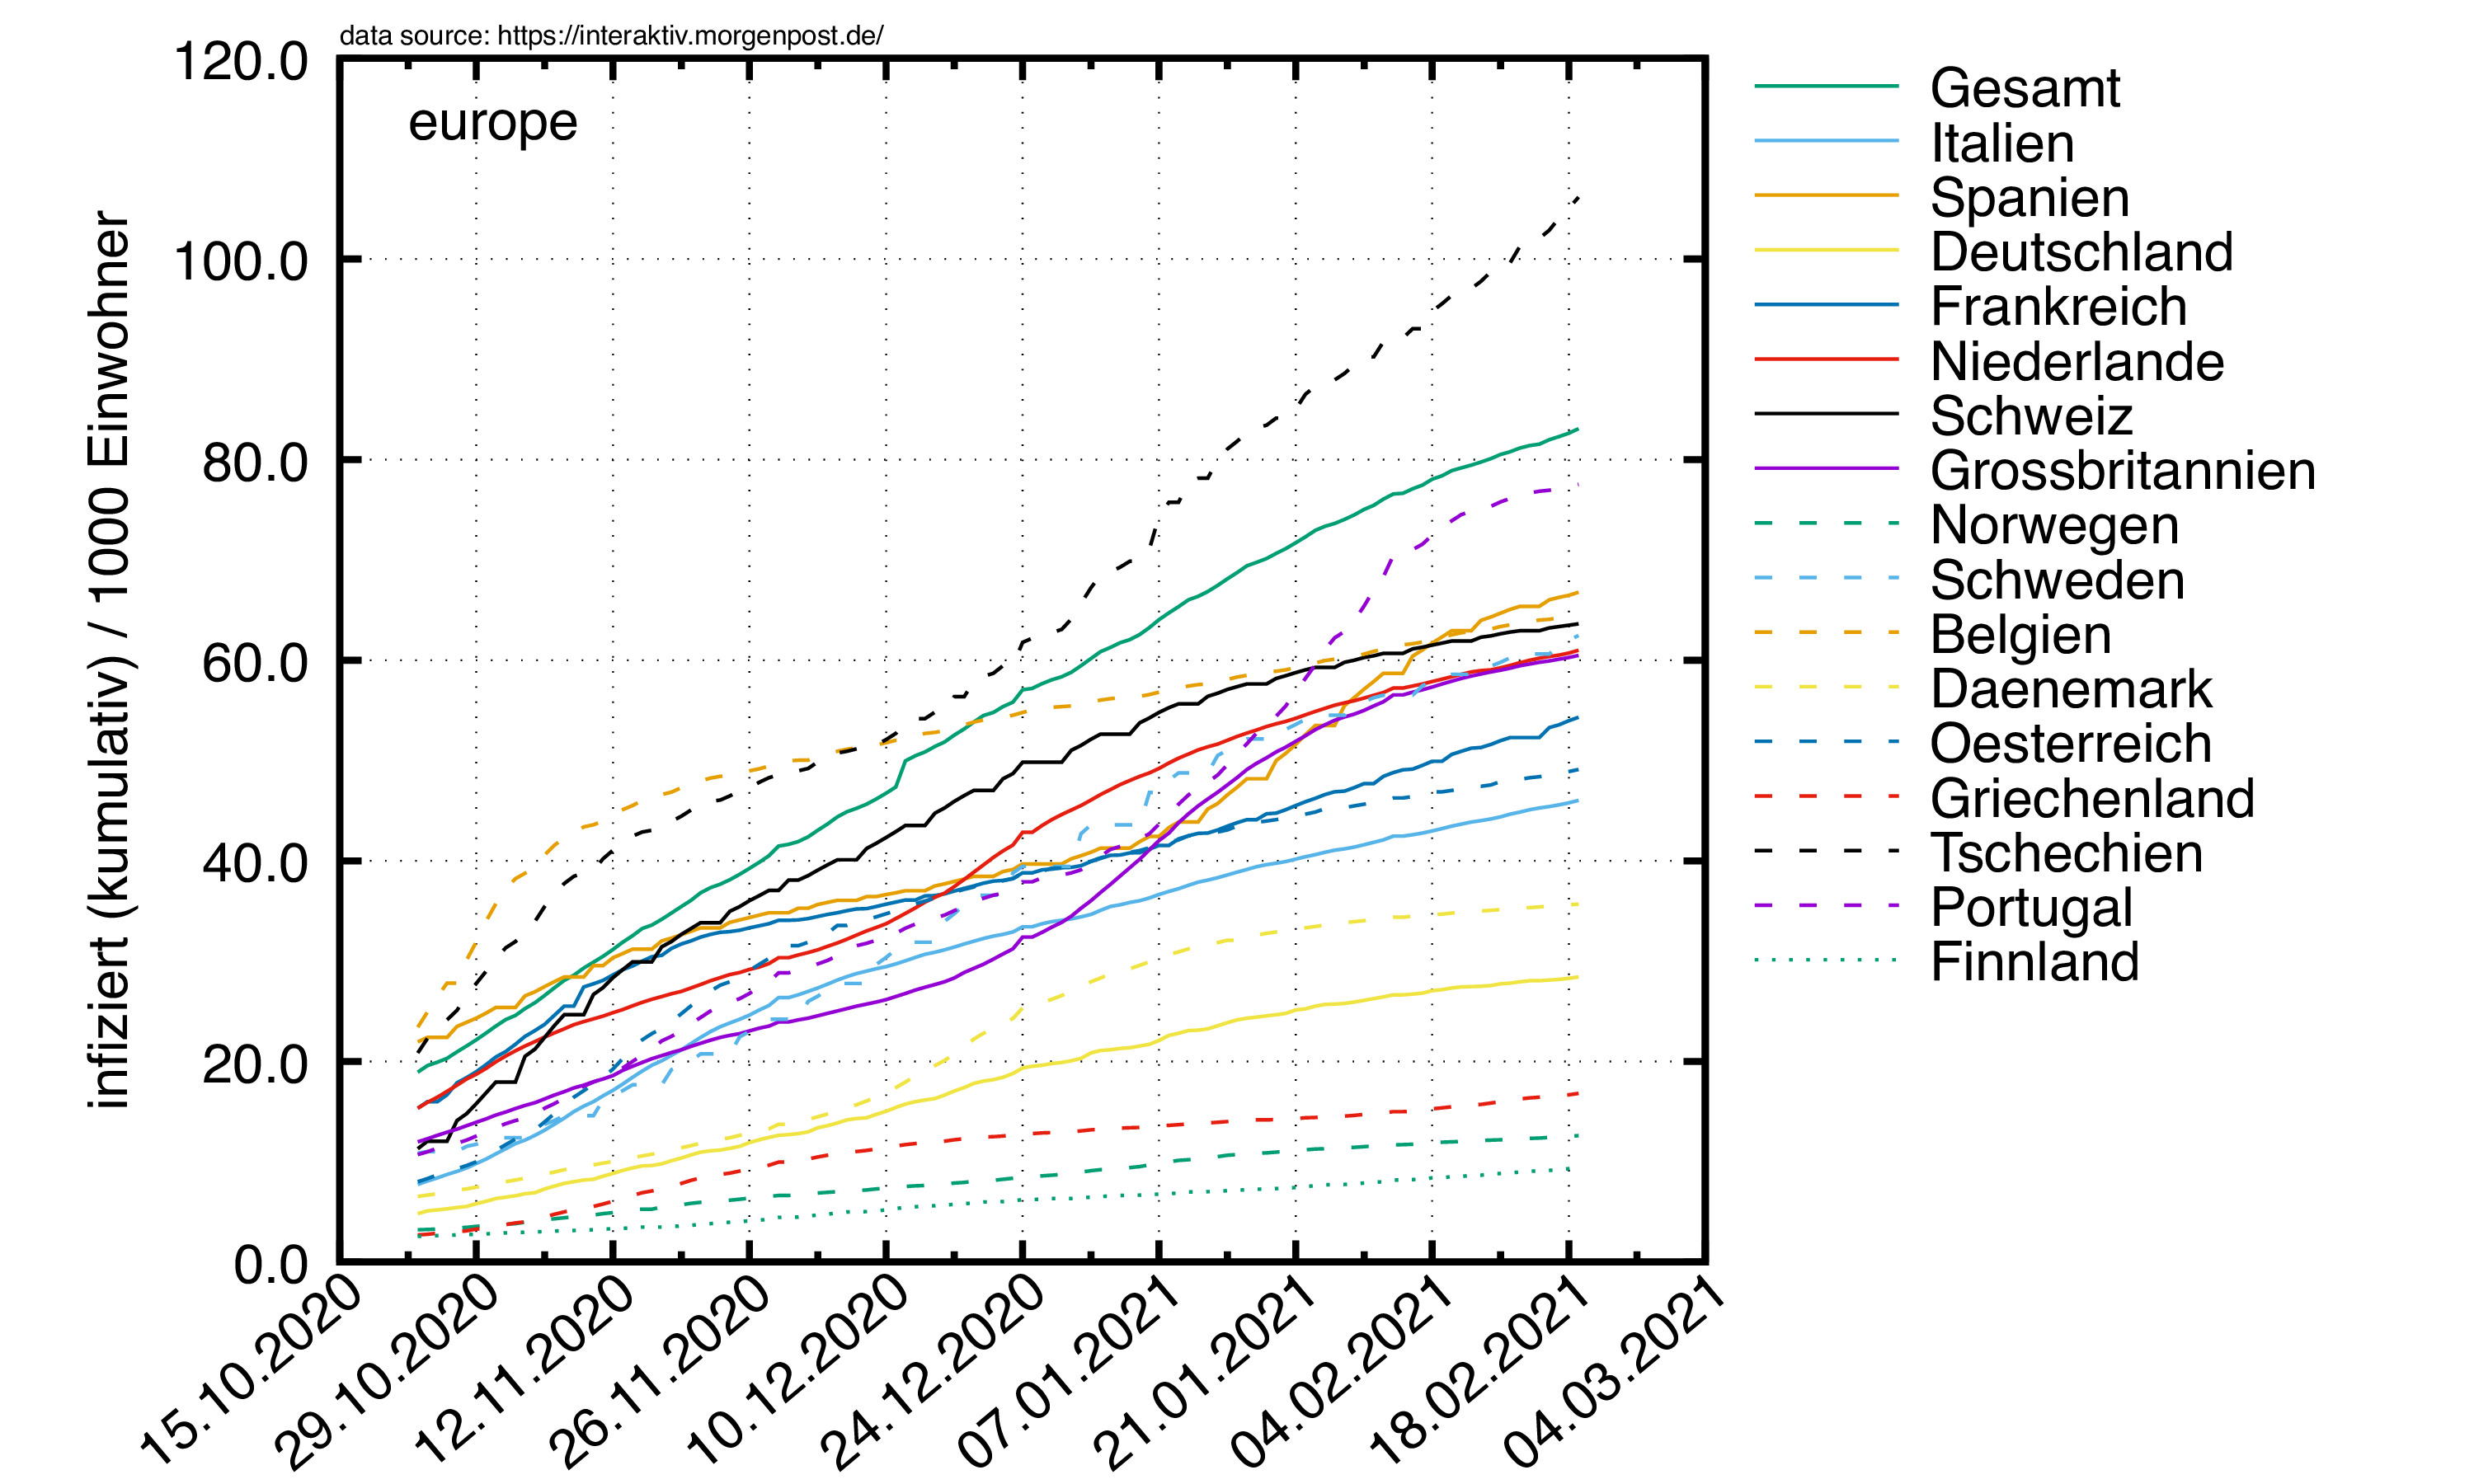 data source: https://interaktiv.morgenpost.de/
europe
infiziert (kumulativ) / 1000 Einwohner
120.0
100.0
80.0
60.0
40.0
20.0
0.0
15.10.2020
29.10.2020
12.11.2020
26.11.2020
10.12.2020
24.12.2020
07.01.2021
21.01.2021
04.02.2021
18.02.2021
04.03.2021
Gesamt
Italien
Spanien
Deutschland
Frankreich
Niederlande
Schweiz
Grossbritannien
Norwegen
Schweden
Belgien
Daenemark
Oesterreich
Griechenland
Tschechien
Portugal
Finnland